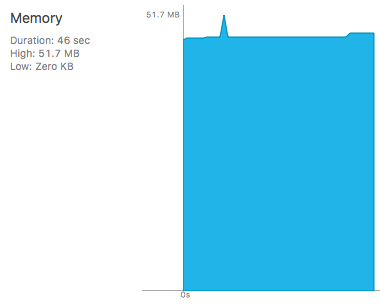 Memory
Duration: 46 sec
High: 51.7 MB
Low: Zero KB
51.7 MB
0s